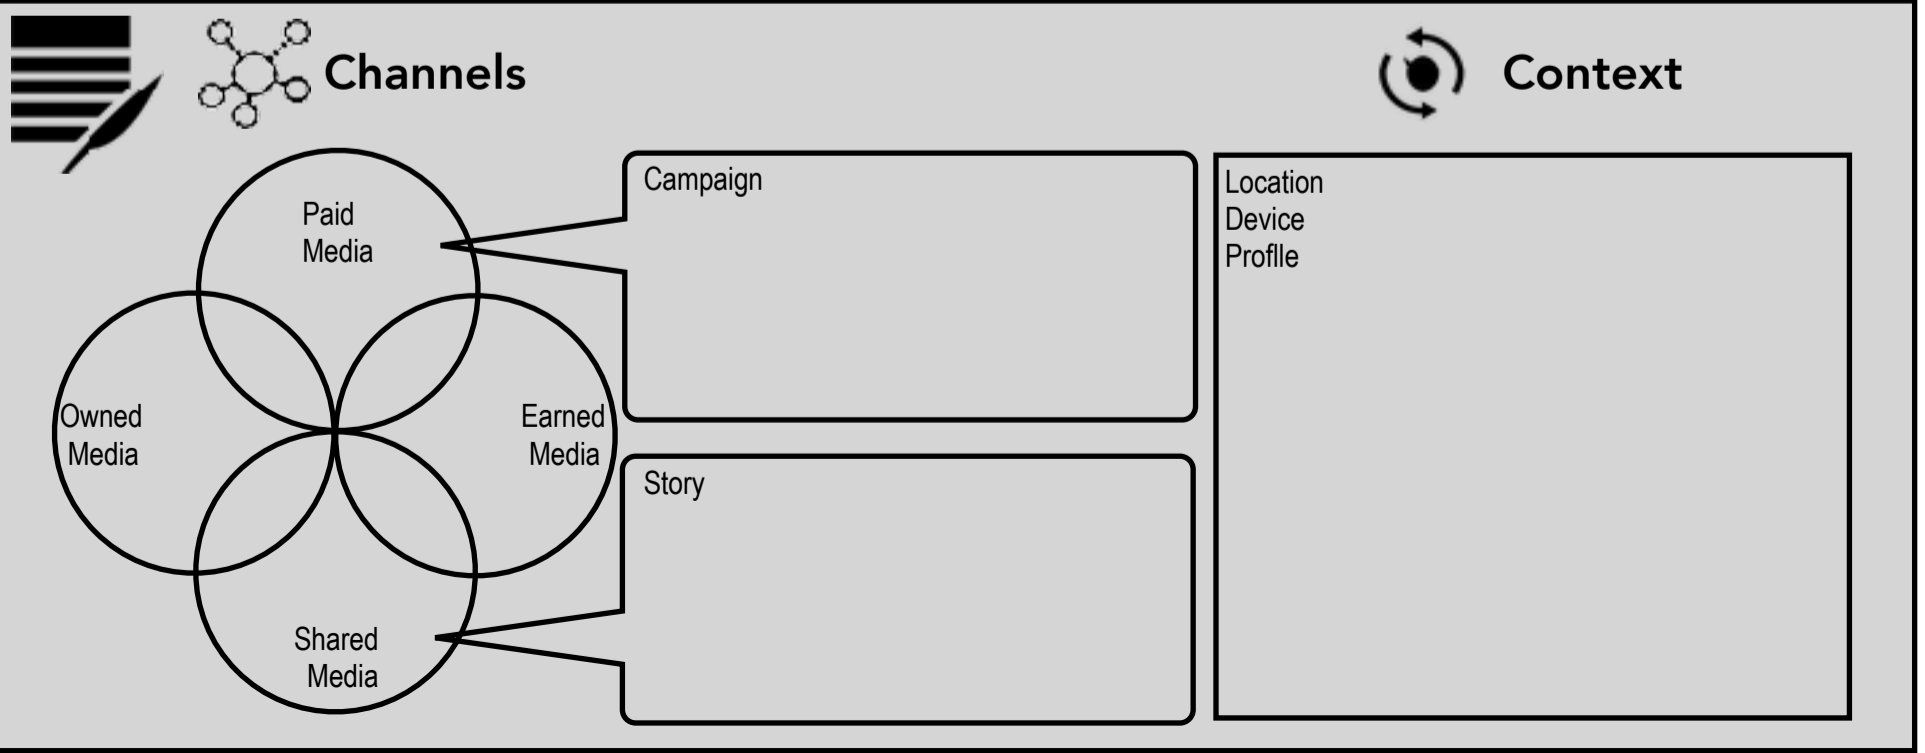 Channels
Context
Paid
Media
Owned
Media
Earned
Media
Shared
Media
Campaign
Story
Location
Device
Proflle